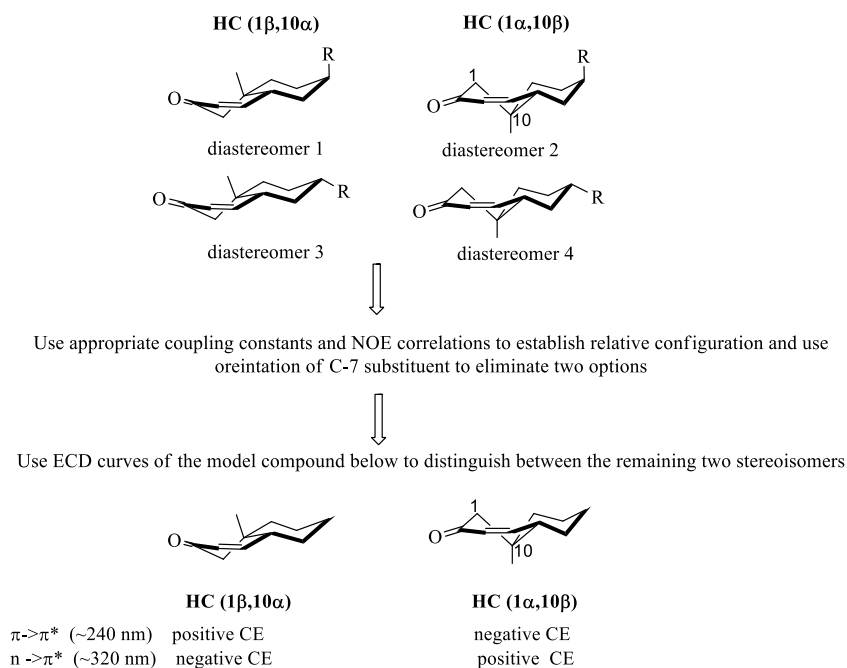 HC (1β,10α) HC (1α,10β)
R R
1
O O
10
diastereomer 1 diastereomer 2
O R O R
diastereomer 3 diastereomer 4
Use appropriate coupling constants and NOE correlations to establish relative configuration and use
oreintation of C-7 substituent to eliminate two options
Use ECD curves of the model compound below to distinguish between the remaining two stereoisomers
1
O O
10
HC (1β,10α) HC (1α,10β)
π->π* (~240 nm) positive CE negative CE
n ->π* (~320 nm) negative CE positive CE